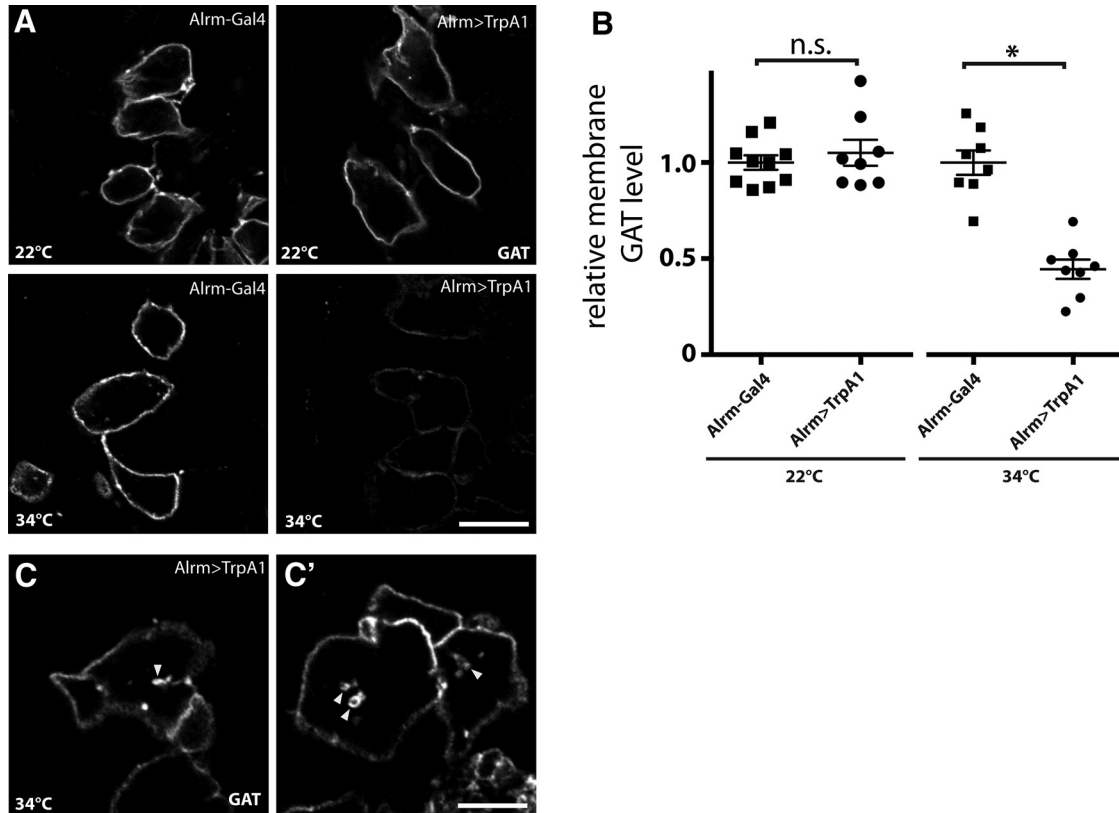 A
Alrm-Gal4
22°C
Alrm>TrpA1
22°C
GAT
Alrm-Gal4
34°C
Alrm>TrpA1
34°C
B
n.s.
*
relative membrane
GAT level
1.0
0.5
0
Alrm-Gal4
Alrm>TrpA1
Alrm-Gal4
Alrm>TrpA1
22°C
34°C
C
Alrm>TrpA1
34°C
GAT
C'